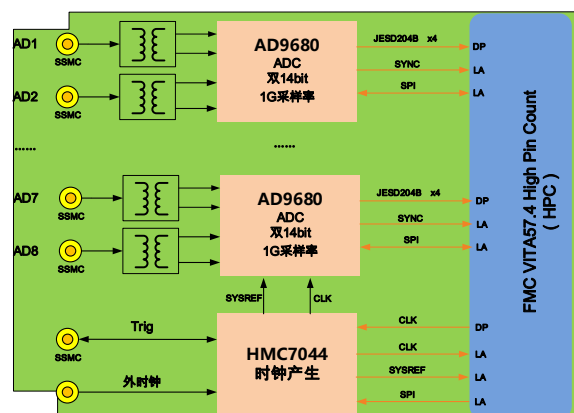 AD1
SSMC
AD9680
ADC
双14bit
1G采样率
JESD204B x4
DP
SYNC
LA
SPI
LA
AD2
SSMC
......
......
AD7
SSMC
AD9680
ADC
双14bit
1G采样率
JESD204B x4
DP
SYNC
LA
SPI
LA
AD8
SSMC
SYSREF
CLK
Trig
SSMC
外时钟
HMC7044
时钟产生
CLK
DP
CLK
LA
SYSREF
LA
SPI
LA
FMC VITA57.4 High Pin Count
( HPC )